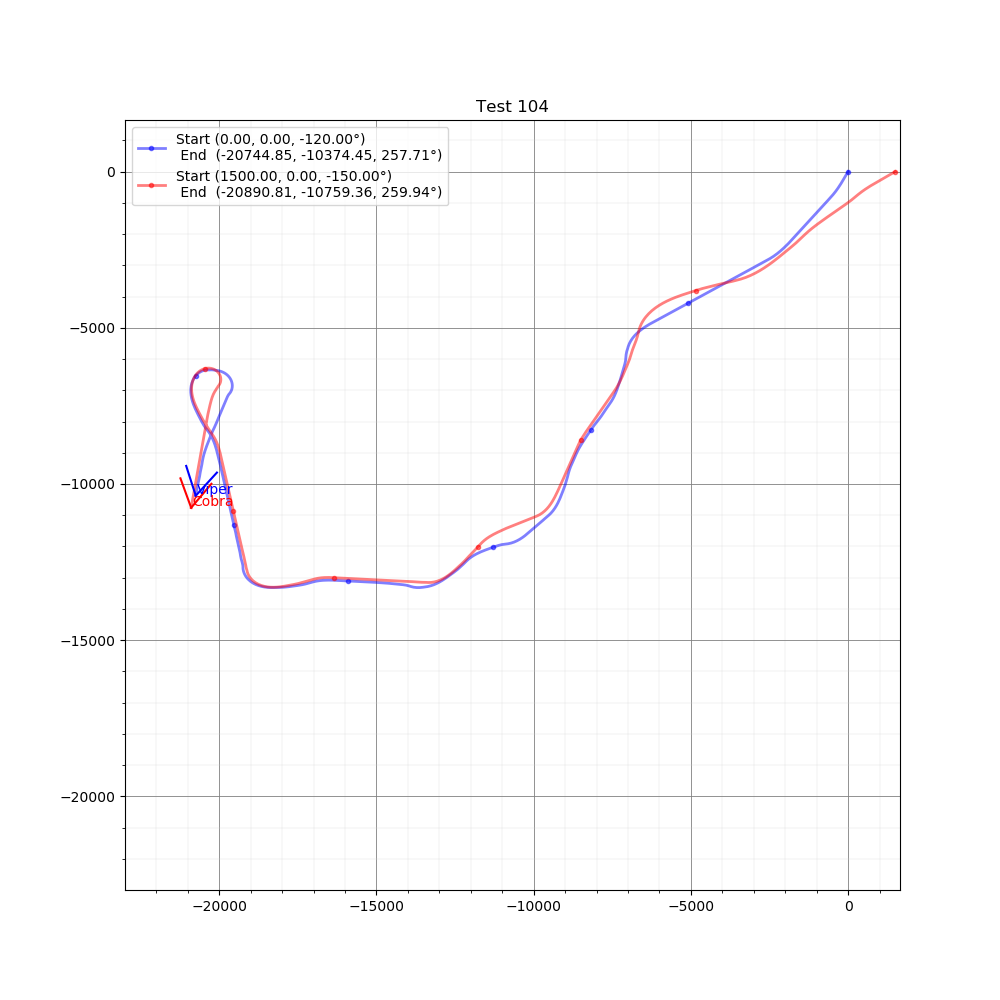 Test 104
Start (0.00, 0.00, -120.00°)
End (-20744.85, -10374.45, 257.71°)
Start (1500.00, 0.00, -150.00°)
End (-20890.81, -10759.36, 259.94°)
0
−5000
−10000
−15000
−20000
Viper
Cobra
−20000
−15000
−10000
−5000
0